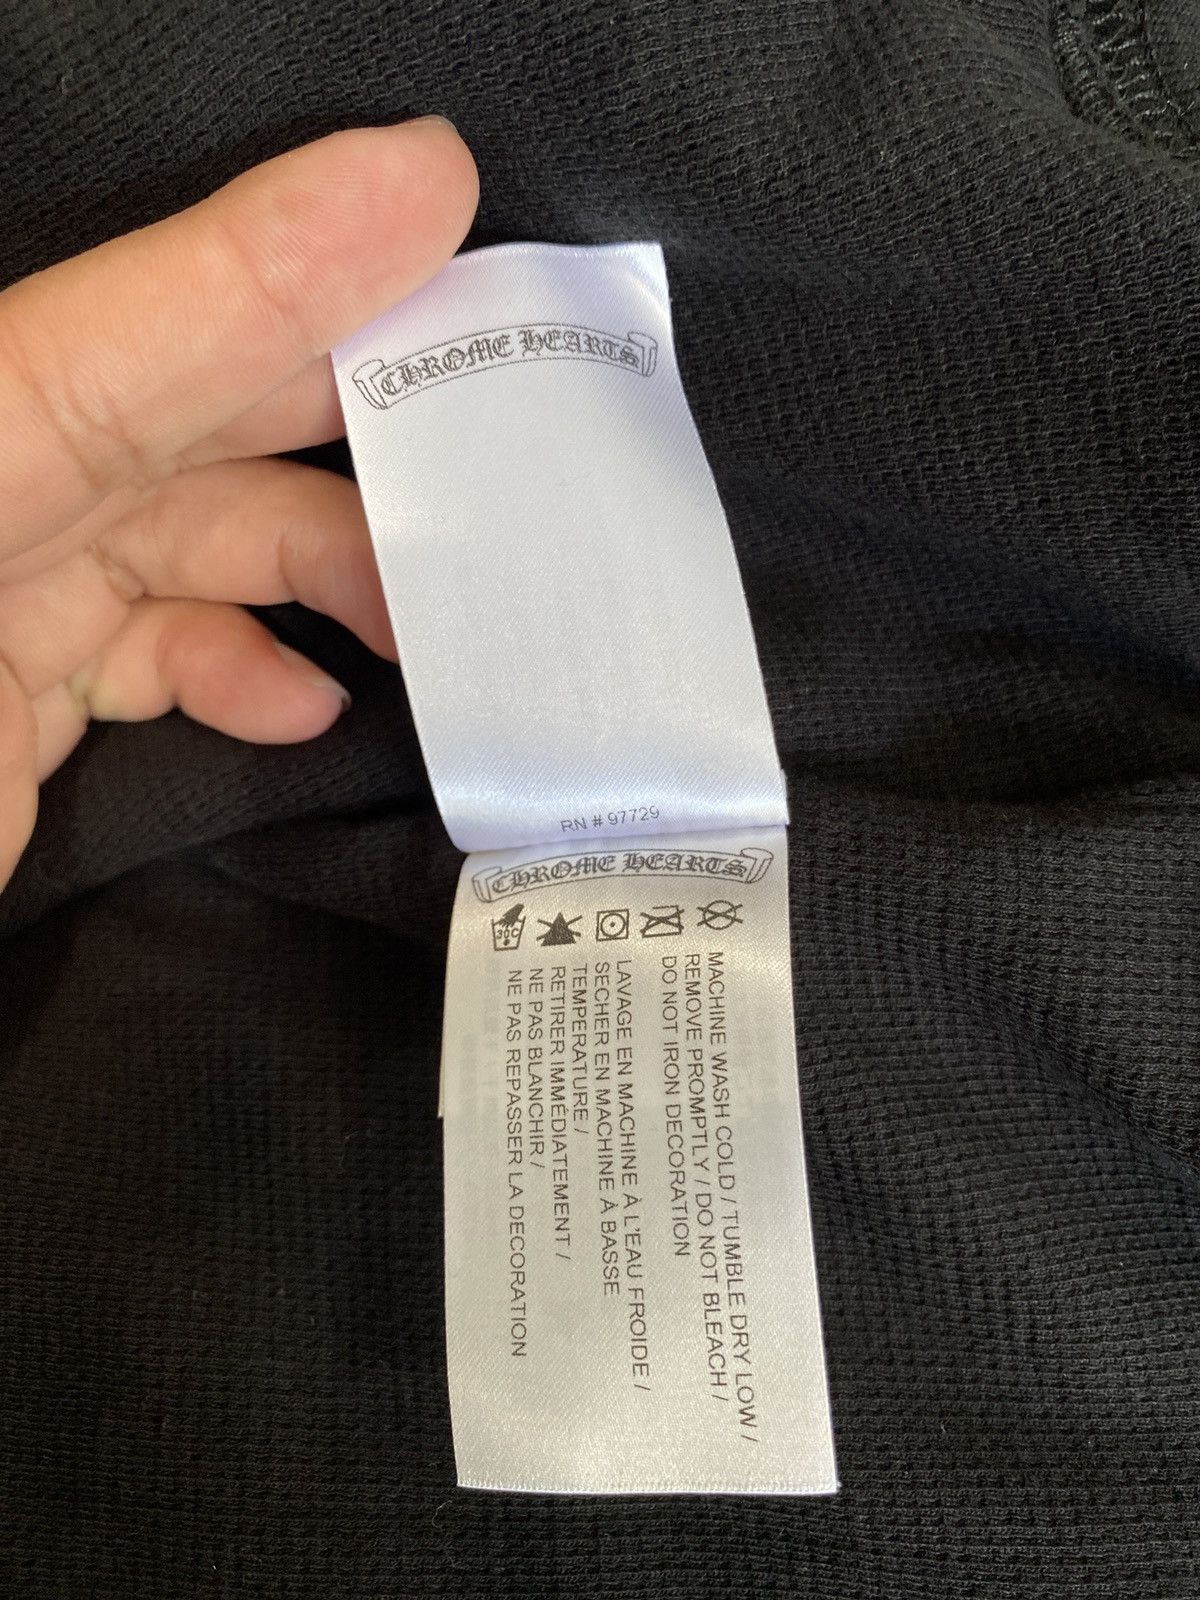 CHROME HEARTS
RN # 97729
CHROME HEARTS
30C
MACHINE WASH COLD / TUMBLE DRY LOW /
REMOVE PROMPTLY / DO NOT BLEACH /
DO NOT IRON DECORATION
LAVAGE EN MACHINE À L'EAU FROIDE /
SECHER EN MACHINE À BASSE
TEMPERATURE /
RETIRER IMMÉDIATEMENT /
NE PAS BLANCHIR /
NE PAS REPASSER LA DECORATION